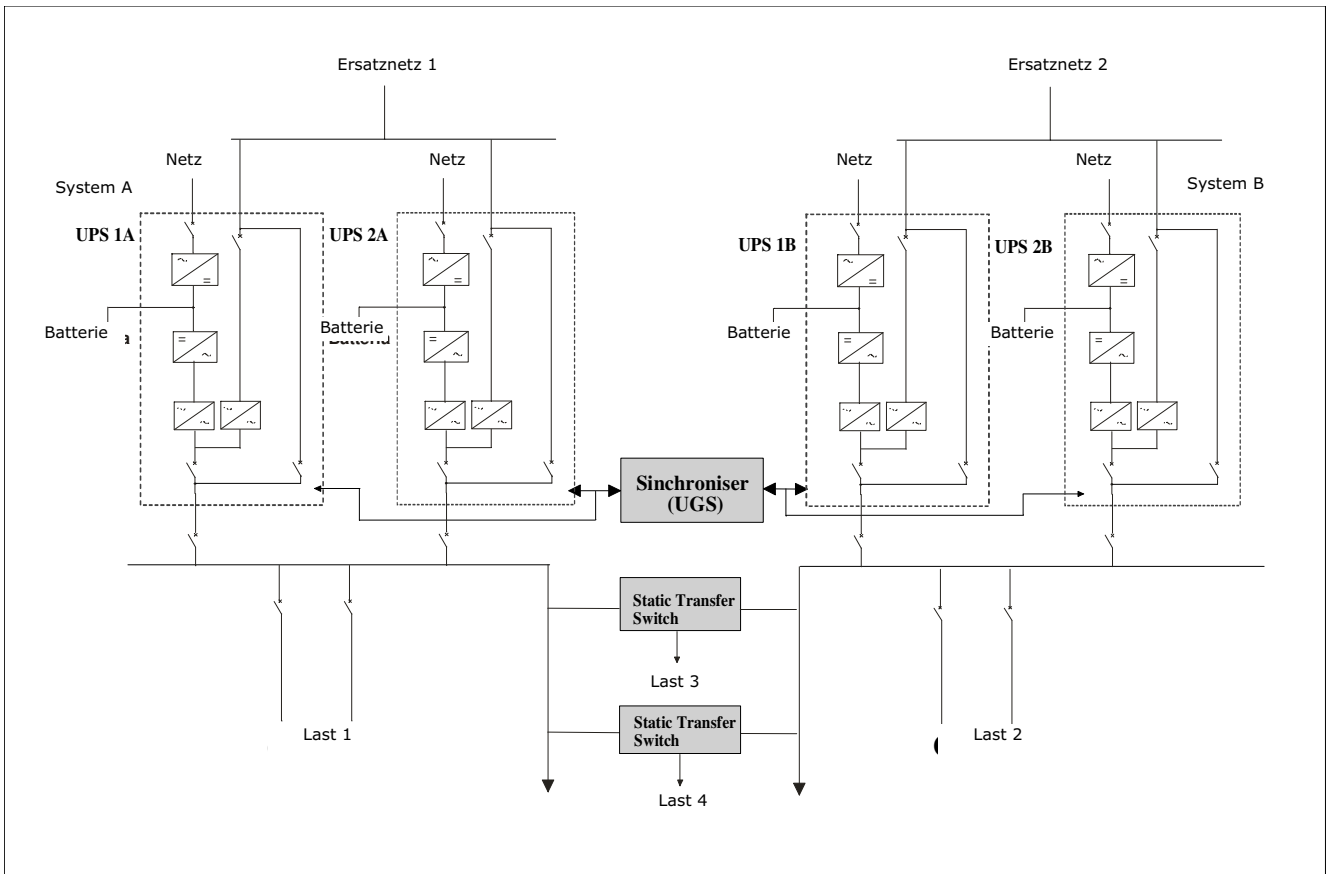 Ersatznetz 1
Ersatznetz 2
Netz
Netz
Netz
Netz
System A
System B
UPS 1A
UPS 2A
UPS 1B
UPS 2B
Batterie
Batterie
Batterie
Batterie
Sinchroniser
(UGS)
Static Transfer
Switch
Last 3
Static Transfer
Switch
Last 1
Last 2
Last 4